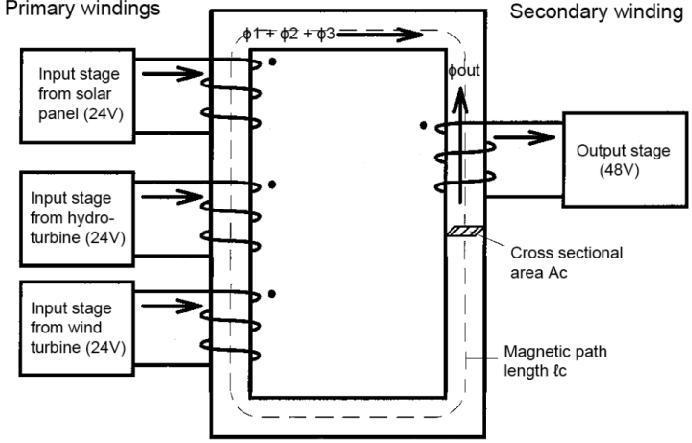 Primary windings
Secondary winding
ϕ1 + ϕ2 + ϕ3
ϕout
Input stage
from solar
panel (24V)
Input stage
from hydro-
turbine (24V)
Input stage
from wind
turbine (24V)
Output stage
(48V)
Cross sectional
area Ac
Magnetic path
length ℓc